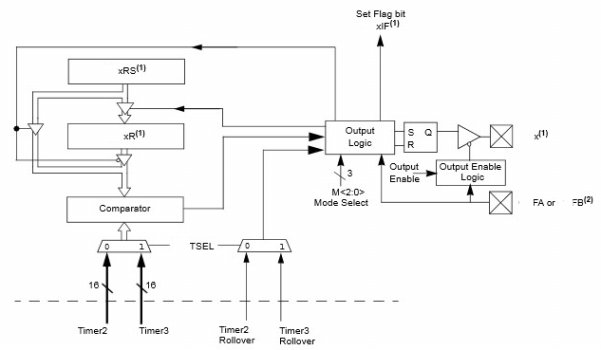 Set Flag bit
xIF(1)
xRS(1)
xR(1)
Output
Logic
S Q
R
x(1)
Output
Enable
Output Enable
Logic
3
M<2:0>
Mode Select
FA or FB(2)
Comparator
0 1
TSEL
0 1
16 16
Timer2 Timer3
Timer2
Rollover
Timer3
Rollover